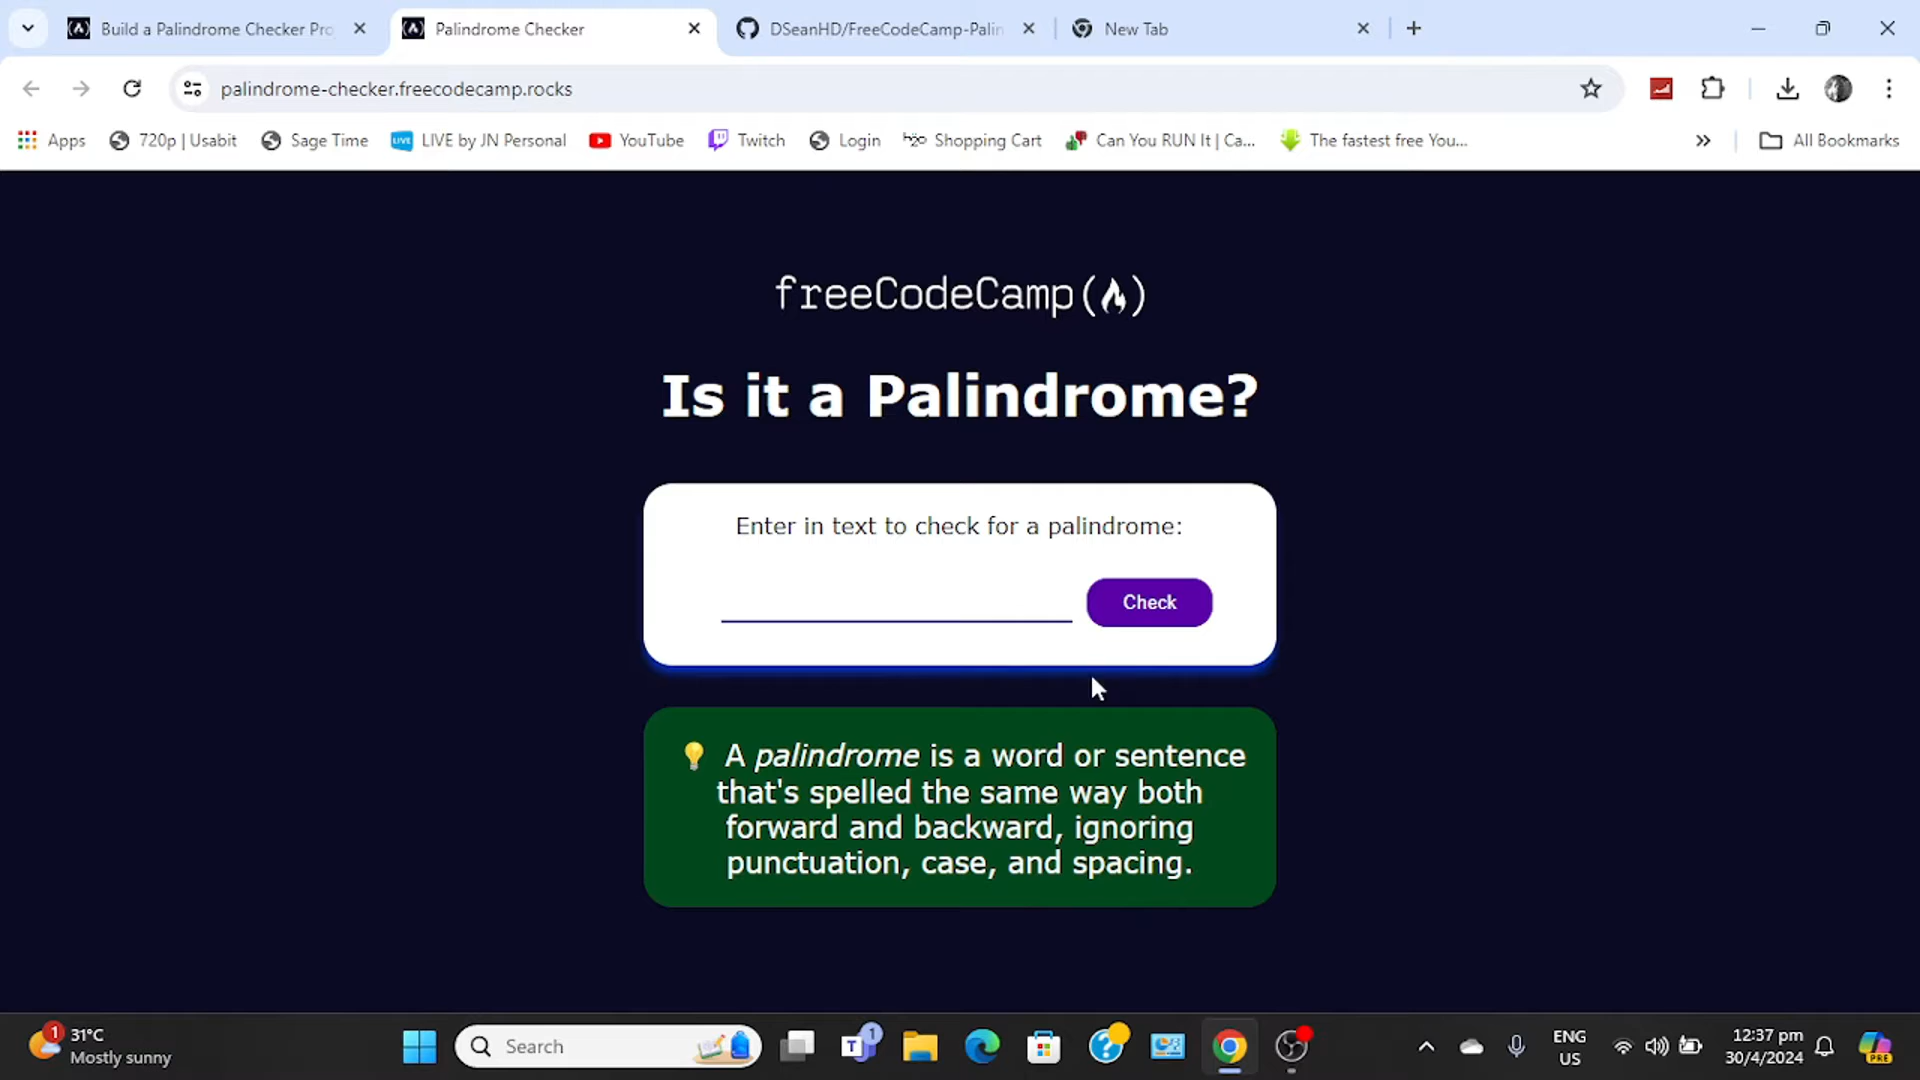 Build a Palindrome Checker Pro
Palindrome Checker
DSeanHD/FreeCodeCamp-Palin
New Tab
palindrome-checker.freecodecamp.rocks
Apps
720p | Usabit
Sage Time
LIVE
LIVE by JN Personal
YouTube
Twitch
Login
Shopping Cart
Can You RUN It | Ca...
The fastest free You...
All Bookmarks
freeCodeCamp( )
Is it a Palindrome?
Enter in text to check for a palindrome:
Check
A palindrome is a word or sentence
that's spelled the same way both
forward and backward, ignoring
punctuation, case, and spacing.
1
31°C
Mostly sunny
Search
T
1
ENG
US
12:37 pm
30/4/2024
PRE